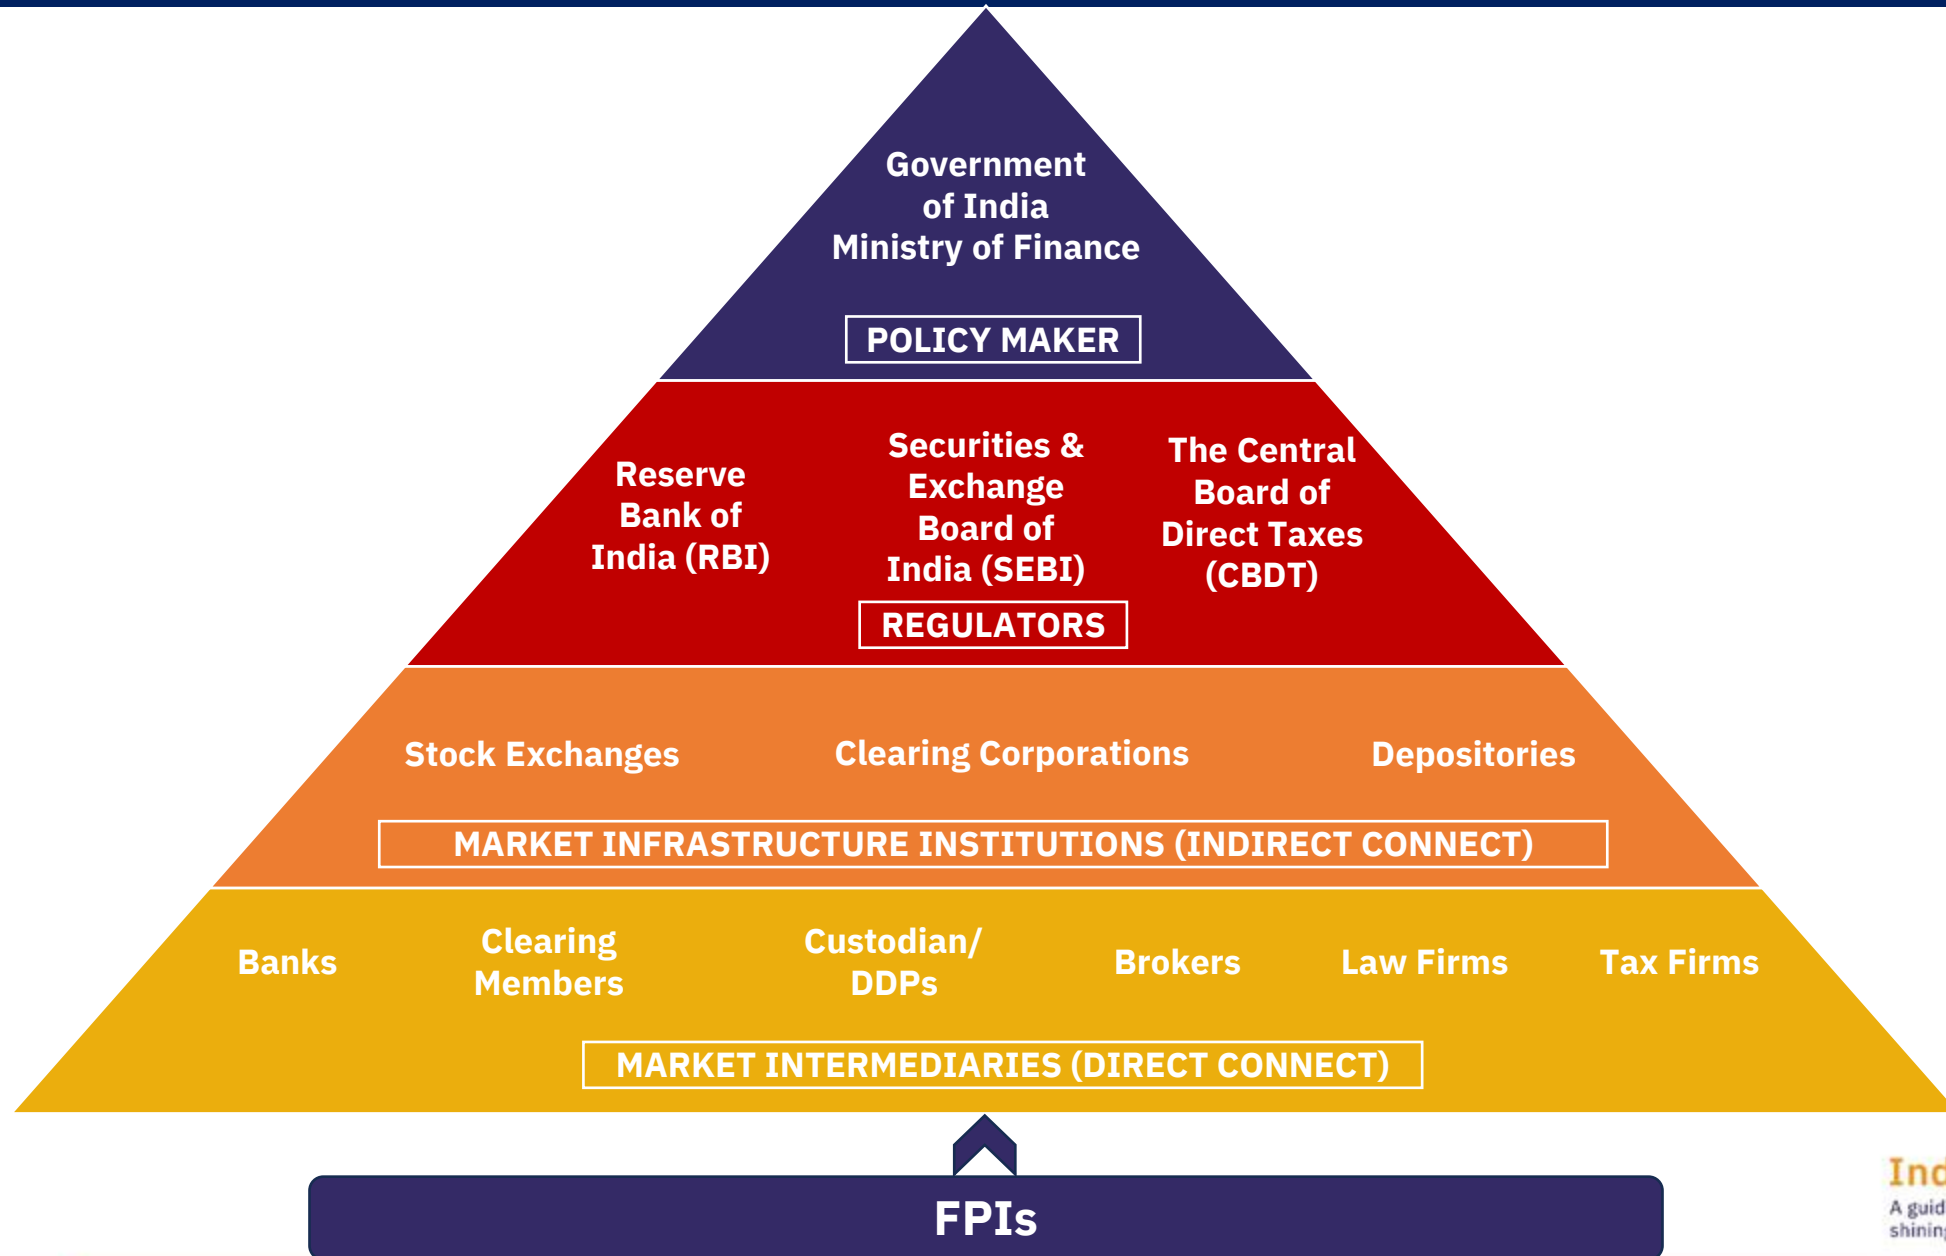 Government
of India
Ministry of Finance
POLICY MAKER
Reserve
Bank of
India (RBI)
Securities &
Exchange
Board of
India (SEBI)
The Central
Board of
Direct Taxes
(CBDT)
REGULATORS
Stock Exchanges
Clearing Corporations
Depositories
MARKET INFRASTRUCTURE INSTITUTIONS (INDIRECT CONNECT)
Banks
Clearing
Members
Custodian/
DDPs
Brokers
Law Firms
Tax Firms
MARKET INTERMEDIARIES (DIRECT CONNECT)
FPIs
A